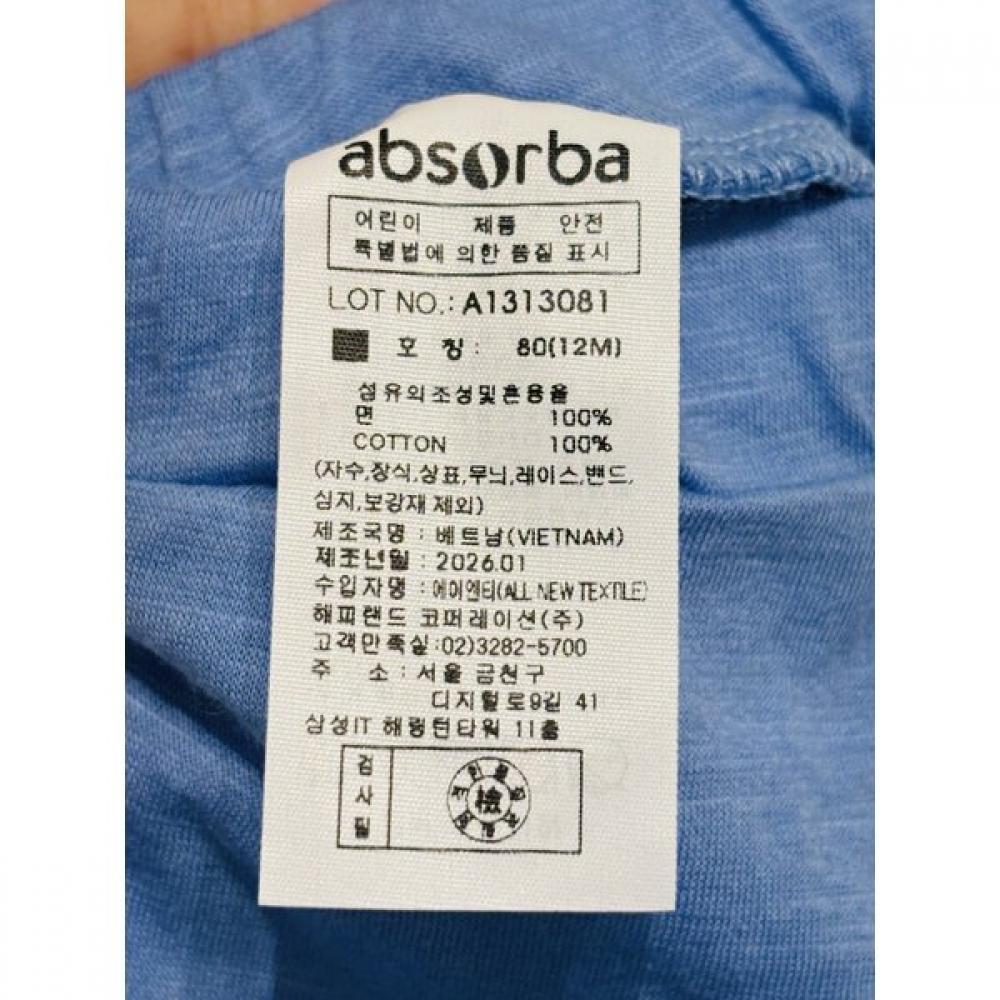 absorba
어린이 제품 안전
특별법에 의한 품질 표시
LOT NO.: A1313081
호 칭 : 80(12M)
섬유의조성및혼용율
면 100%
COTTON 100%
(자수,장식,상표,무늬,레이스,밴드,
심지,보강재 제외)
제조국명 : 베트남(VIETNAM)
제조년월 : 2026.01
수입자명 : 에이엔티(ALL NEW TEXTILE)
해피랜드 코퍼레이션(주)
고객만족실:02)3282-5700
주 소 : 서울 금천구
디지털로9길 41
삼성IT 해링턴타워 11층
검
사
필
檢